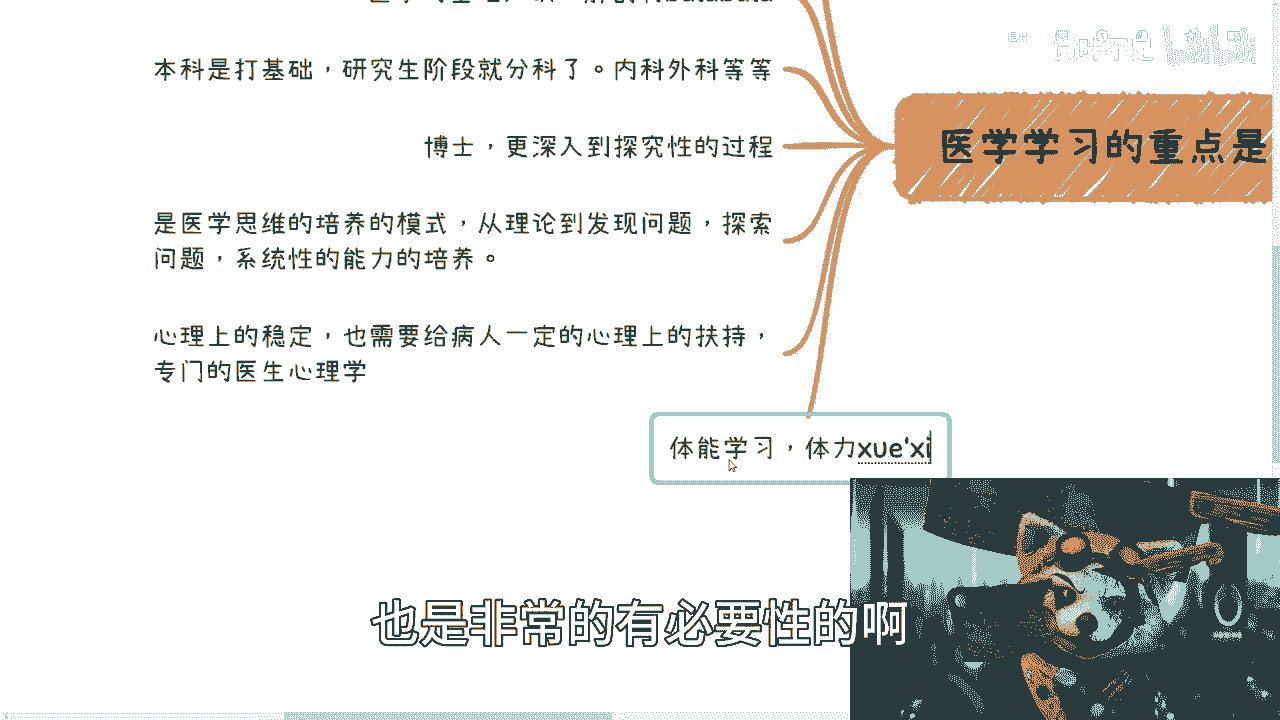 本科是打基础，研究生阶段就分科了。内科外科等等
博士，更深入到探究性的过程
医学学习的重点是
是医学思维的培养的模式，从理论到发现问题，探索
问题，系统性的能力的培养。
心理上的稳定，也需要给病人一定的心理上的扶持，
专门的医生心理学
体能学习，体力xue'xi
也是非常的有必要性的啊